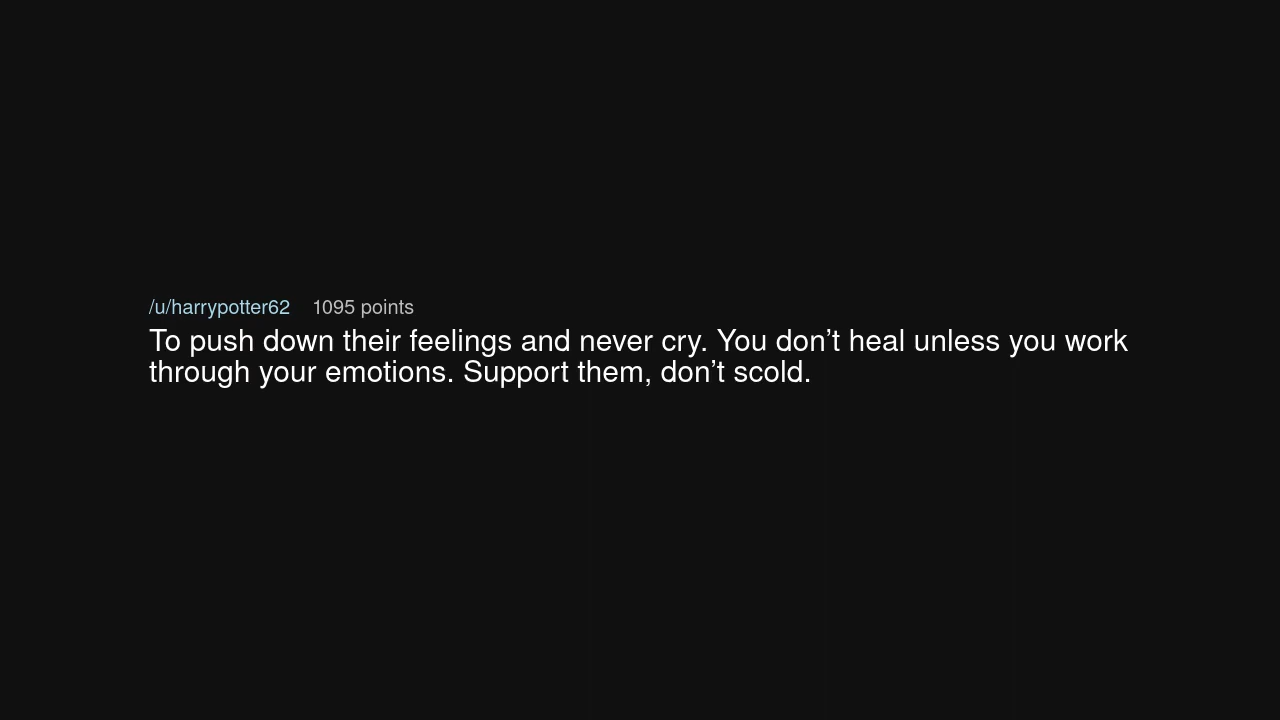 /u/harrypotter62 1095 points
To push down their feelings and never cry. You don’t heal unless you work
through your emotions. Support them, don’t scold.